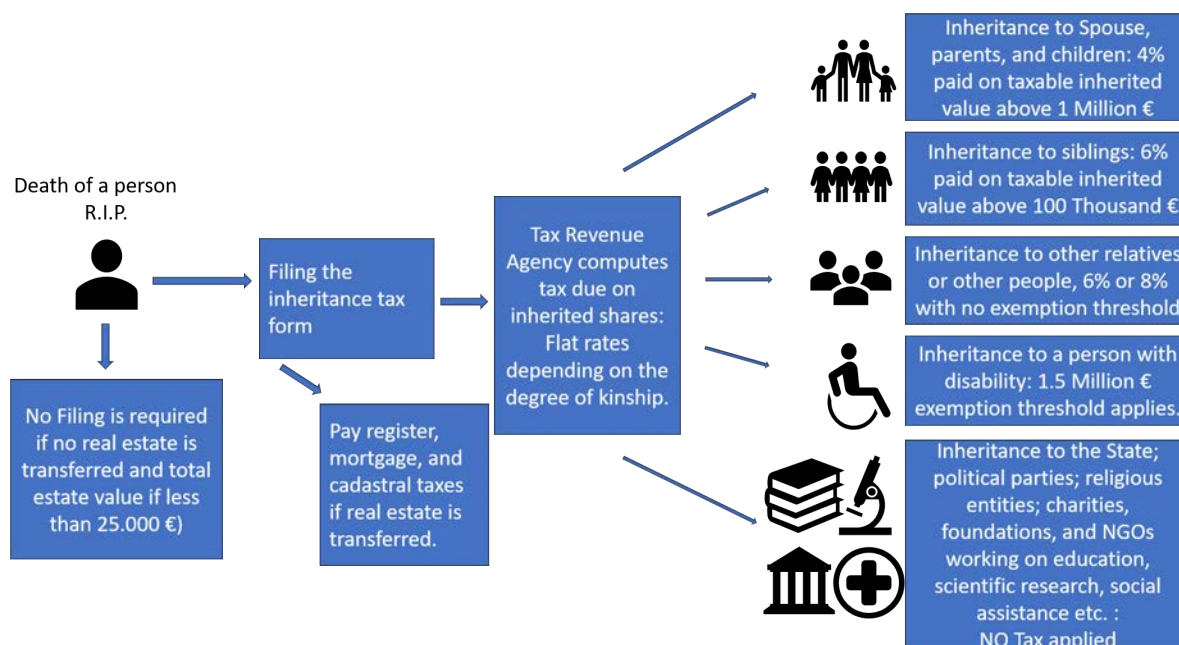 Death of a person
R.I.P.
No Filing is required
if no real estate is
transferred and total
estate value if less
than 25.000 €)
Filing the
inheritance tax
form
Pay register,
mortgage, and
cadastral taxes
if real estate is
transferred.
Tax Revenue
Agency computes
tax due on
inherited shares:
Flat rates
depending on the
degree of kinship.
Inheritance to Spouse,
parents, and children: 4%
paid on taxable inherited
value above 1 Million €
Inheritance to siblings: 6%
paid on taxable inherited
value above 100 Thousand €
Inheritance to other relatives
or other people, 6% or 8%
with no exemption threshold
Inheritance to a person with
disability: 1.5 Million €
exemption threshold applies.
Inheritance to the State;
political parties; religious
entities; charities,
foundations, and NGOs
working on education,
scientific research, social
assistance etc. :
NO Tax applied